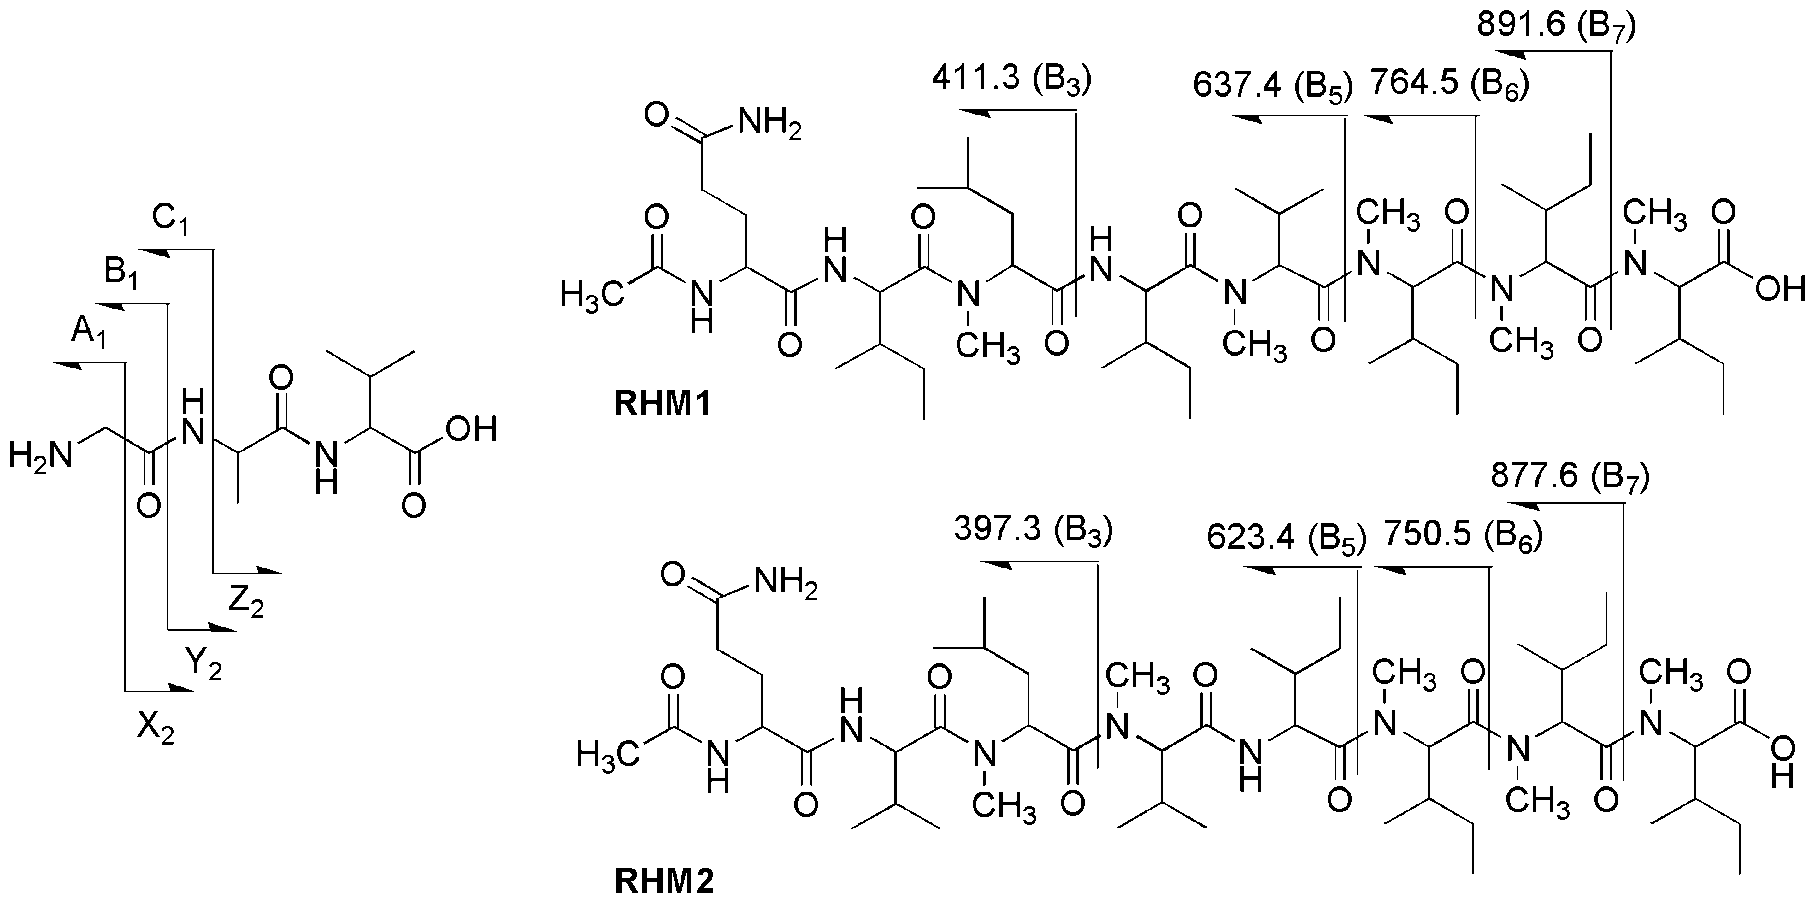 C1
B1
A1
H2N
O
H
N
O
N
H
OH
O
Z2
Y2
X2
891.6 (B7)
411.3 (B3)
637.4 (B5)
764.5 (B6)
O
NH2
O
H3C
N
H
O
H
N
O
N
CH3
O
H
N
O
N
CH3
O
N
CH3
O
N
CH3
O
N
CH3
O
OH
RHM1
877.6 (B7)
397.3 (B3)
623.4 (B5)
750.5 (B6)
O
NH2
O
H3C
N
H
O
H
N
O
N
CH3
O
N
CH3
O
N
H
O
N
CH3
O
N
CH3
O
N
CH3
O
O
H
RHM2